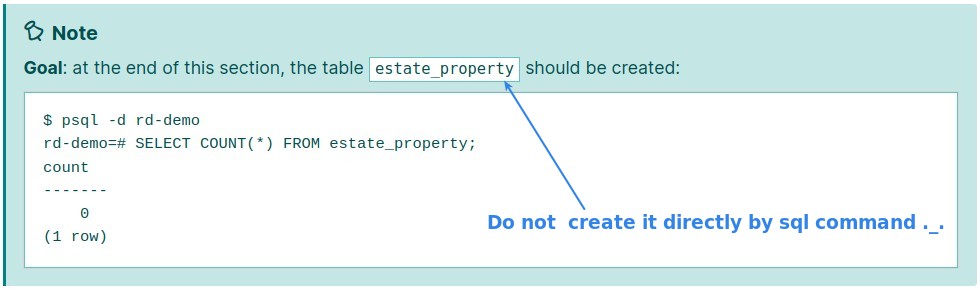 Note
Goal: at the end of this section, the table estate_property should be created:
$ psql -d rd-demo
rd-demo=# SELECT COUNT(*) FROM estate_property;
count
-------
    0
(1 row)
Do not  create it directly by sql command ._.